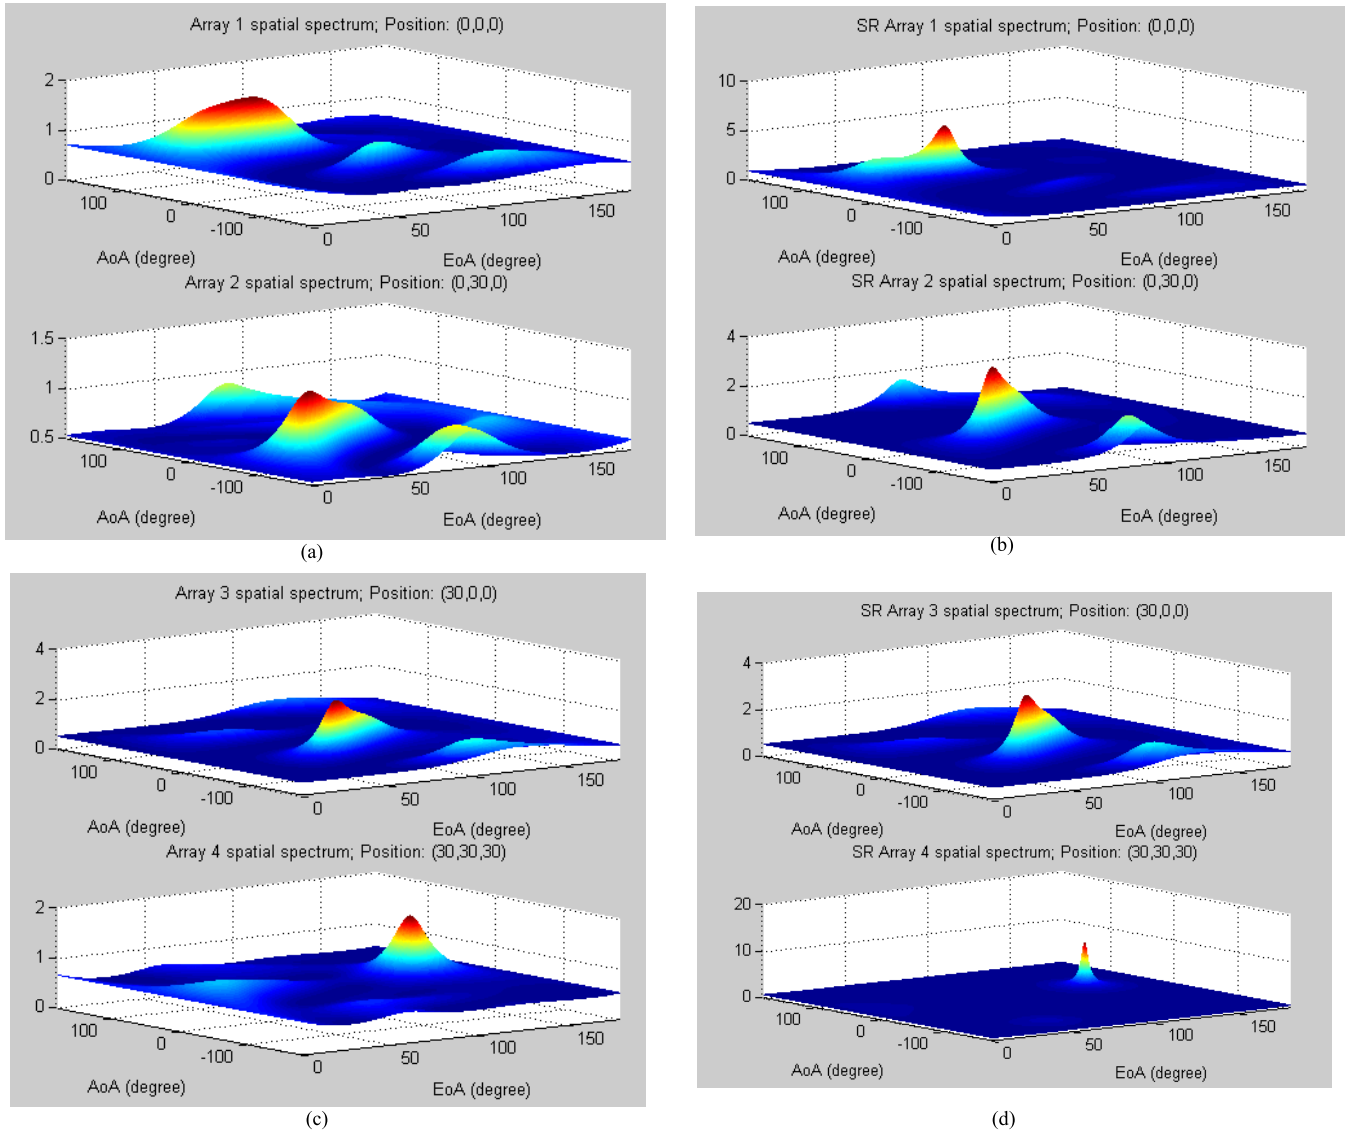 Array 1 spatial spectrum; Position: (0,0,0)
2
1
0
100
0
-100
0
50
100
150
AoA (degree)
EoA (degree)
Array 2 spatial spectrum; Position: (0,30,0)
1.5
1
0.5
100
0
-100
0
50
100
150
AoA (degree)
EoA (degree)
(a)
SR Array 1 spatial spectrum; Position: (0,0,0)
10
5
0
100
0
-100
0
50
100
150
AoA (degree)
EoA (degree)
SR Array 2 spatial spectrum; Position: (0,30,0)
4
2
0
100
0
-100
0
50
100
150
AoA (degree)
EoA (degree)
(b)
Array 3 spatial spectrum; Position: (30,0,0)
4
2
0
100
0
-100
0
50
100
150
AoA (degree)
EoA (degree)
Array 4 spatial spectrum; Position: (30,30,30)
2
1
0
100
0
-100
0
50
100
150
AoA (degree)
EoA (degree)
(c)
SR Array 3 spatial spectrum; Position: (30,0,0)
4
2
0
100
0
-100
0
50
100
150
AoA (degree)
EoA (degree)
SR Array 4 spatial spectrum; Position: (30,30,30)
20
10
0
100
0
-100
0
50
100
150
AoA (degree)
EoA (degree)
(d)